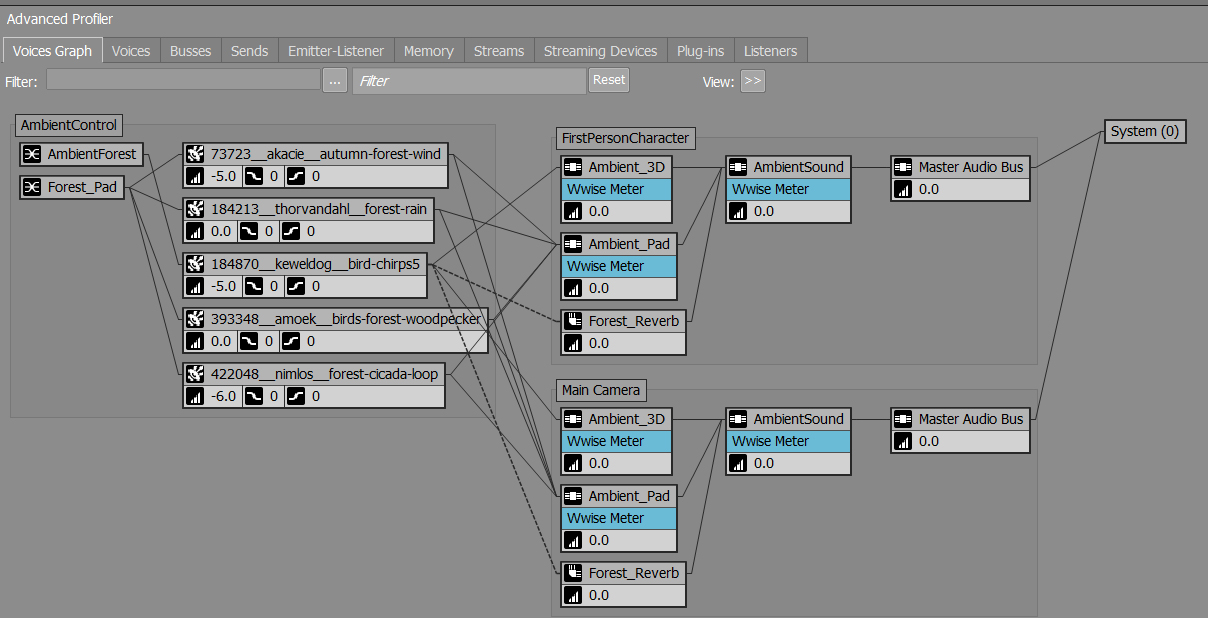 Advanced Profiler
Voices Graph Voices Busses Sends Emitter-Listener Memory Streams Streaming Devices Plug-ins Listeners
Filter: ... Filter Reset View: >>
AmbientControl
AmbientForest
Forest_Pad
73723__akacie__autumn-forest-wind
-5.0 0 0
184213__thorvandahl__forest-rain
0.0 0 0
184870__keweldog__bird-chirps5
-5.0 0 0
393348__amoek__birds-forest-woodpecker
0.0 0 0
422048__nimlos__forest-cicada-loop
-6.0 0 0
FirstPersonCharacter
Ambient_3D
Wwise Meter
0.0
Ambient_Pad
Wwise Meter
0.0
Forest_Reverb
0.0
AmbientSound
Wwise Meter
0.0
Master Audio Bus
0.0
Main Camera
Ambient_3D
Wwise Meter
0.0
Ambient_Pad
Wwise Meter
0.0
Forest_Reverb
0.0
AmbientSound
Wwise Meter
0.0
Master Audio Bus
0.0
System (0)